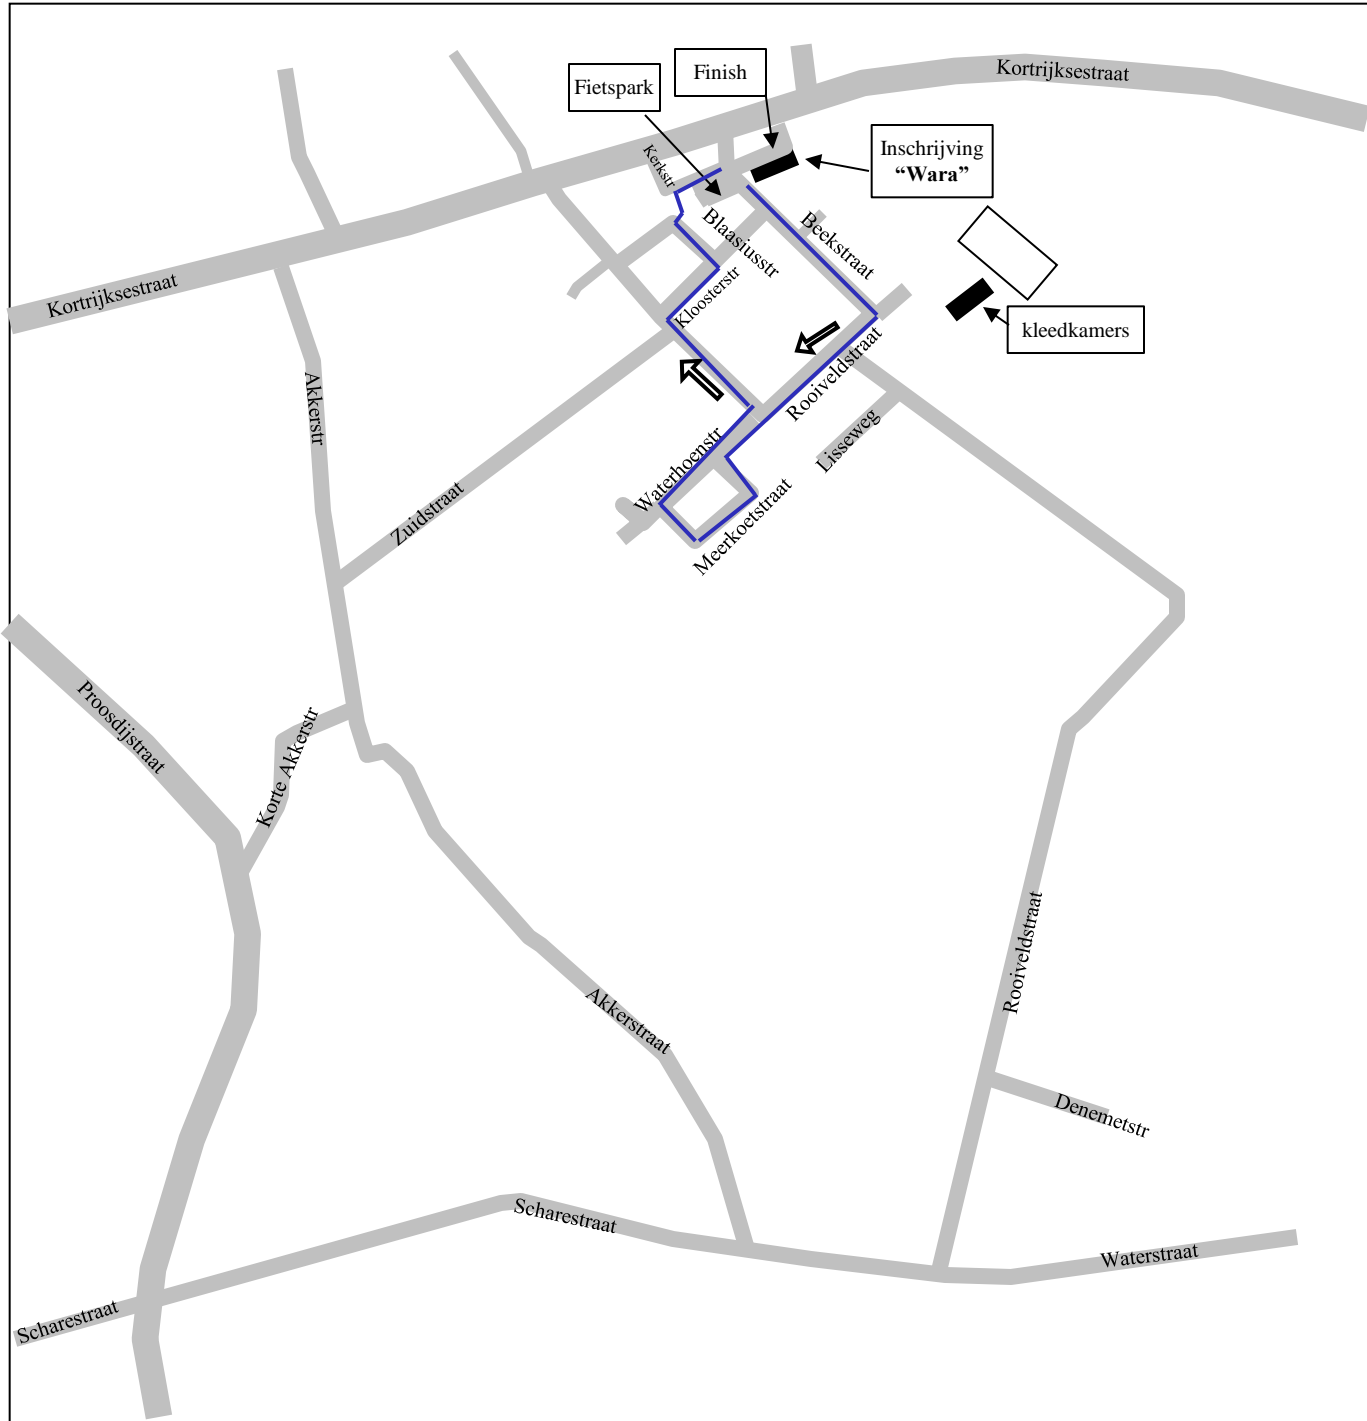 Finish
Kortrijksestraat
Fietspark
Inschrijving
“Wara”
Kerkstr
Blaasiusstr
Beekstraat
Kortrijksestraat
Kloosterstr
kleedkamers
Rooiveldstraat
Akkerstr
Lisseweg
Waterhoenstr
Zuidstraat
Meerkoetstraat
Proosdijstraat
Korte Akkerstr
Rooiveldstraat
Akkerstraat
Denemetstr
Scharestraat
Waterstraat
Scharestraat